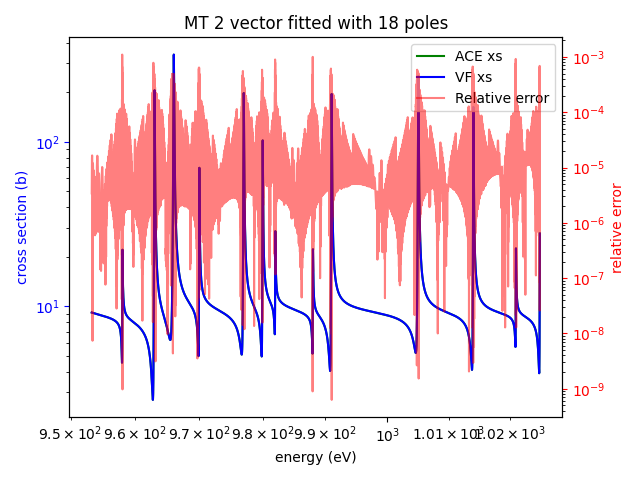 MT 2 vector fitted with 18 poles
ACE xs
VF xs
Relative error
cross section (b)
10²
10¹
10⁻³
10⁻⁴
10⁻⁵
10⁻⁶
10⁻⁷
10⁻⁸
10⁻⁹
relative error
9.5 × 10² 9.6 × 10² 9.7 × 10² 9.8 × 10² 9.9 × 10² 10³ 1.01 × 10³ 1.02 × 10³
energy (eV)